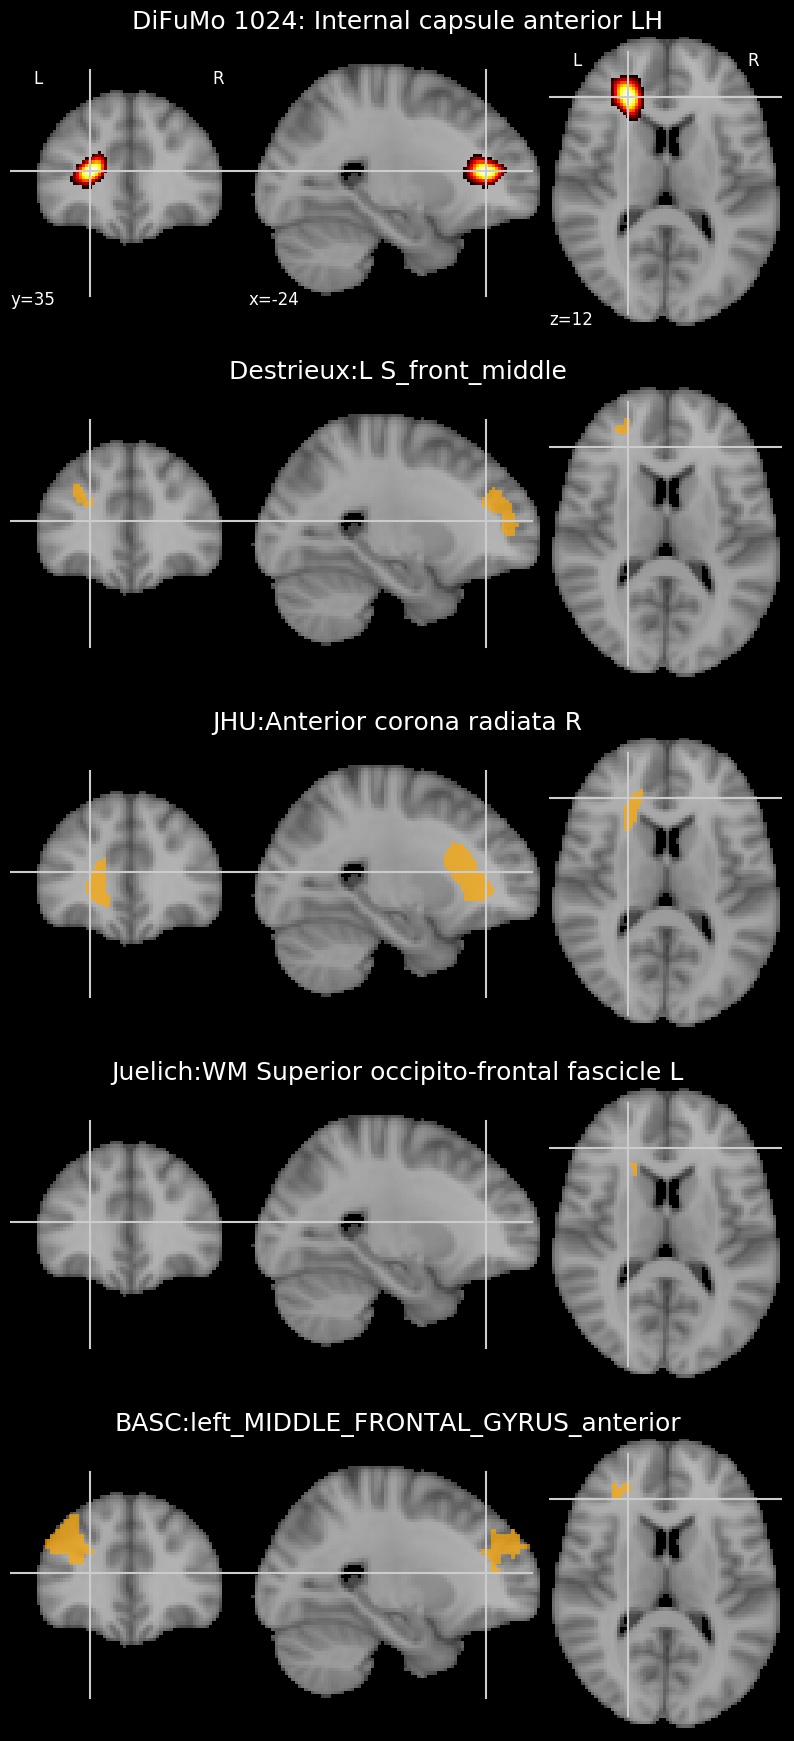 DiFuMo 1024: Internal capsule anterior LH
L R L R
y=35 x=-24 z=12
Destrieux:L S_front_middle
JHU:Anterior corona radiata R
Juelich:WM Superior occipito-frontal fascicle L
BASC:left_MIDDLE_FRONTAL_GYRUS_anterior